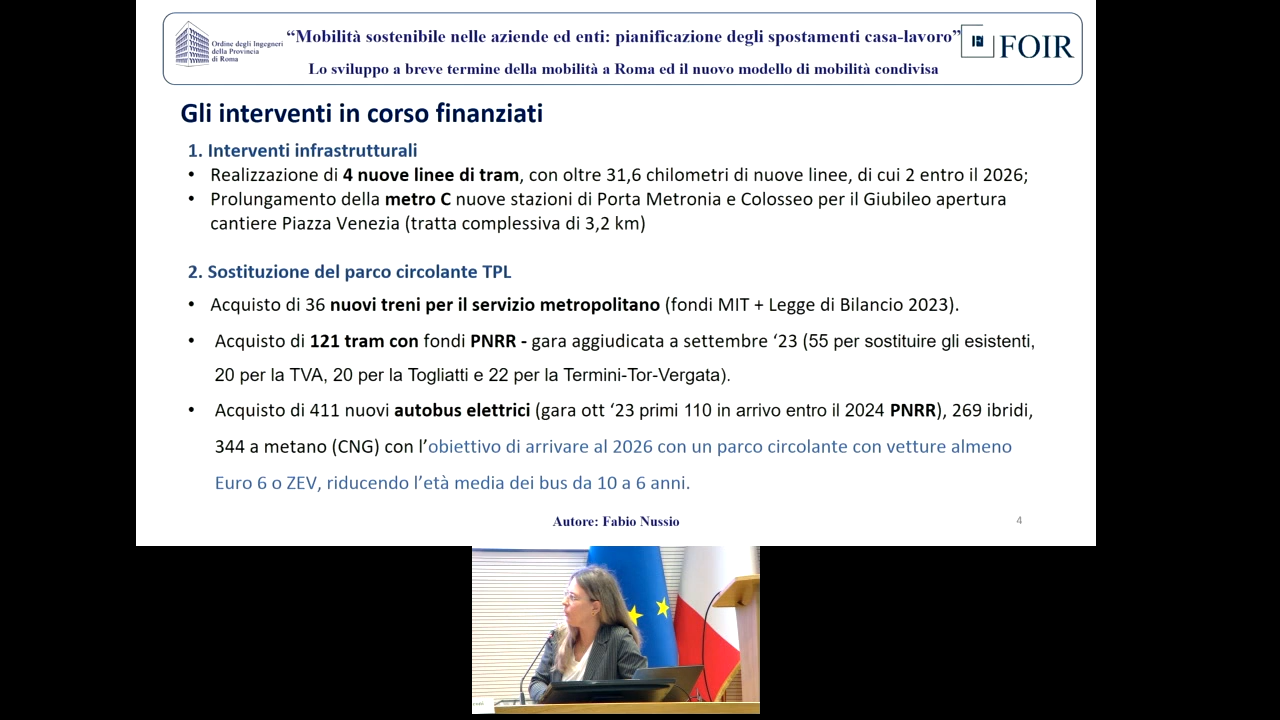 Ordine degli Ingegneri
della Provincia
di Roma
“Mobilità sostenibile nelle aziende ed enti: pianificazione degli spostamenti casa-lavoro”
Lo sviluppo a breve termine della mobilità a Roma ed il nuovo modello di mobilità condivisa
FOIR
Gli interventi in corso finanziati
1. Interventi infrastrutturali
• Realizzazione di 4 nuove linee di tram, con oltre 31,6 chilometri di nuove linee, di cui 2 entro il 2026;
• Prolungamento della metro C nuove stazioni di Porta Metronia e Colosseo per il Giubileo apertura
cantiere Piazza Venezia (tratta complessiva di 3,2 km)
2. Sostituzione del parco circolante TPL
• Acquisto di 36 nuovi treni per il servizio metropolitano (fondi MIT + Legge di Bilancio 2023).
• Acquisto di 121 tram con fondi PNRR - gara aggiudicata a settembre ‘23 (55 per sostituire gli esistenti,
20 per la TVA, 20 per la Togliatti e 22 per la Termini-Tor-Vergata).
• Acquisto di 411 nuovi autobus elettrici (gara ott ‘23 primi 110 in arrivo entro il 2024 PNRR), 269 ibridi,
344 a metano (CNG) con l’obiettivo di arrivare al 2026 con un parco circolante con vetture almeno
Euro 6 o ZEV, riducendo l’età media dei bus da 10 a 6 anni.
Autore: Fabio Nussio
4